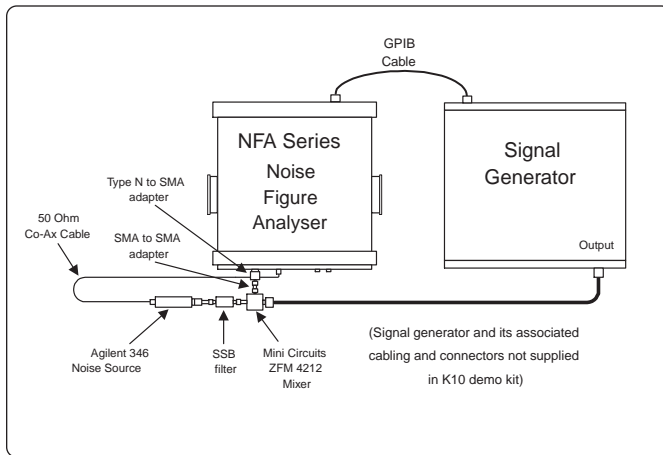 GPIB
Cable
NFA Series
Noise
Figure
Analyser
Signal
Generator
Output
Type N to SMA
adapter
SMA to SMA
adapter
50 Ohm
Co-Ax Cable
Agilent 346
Noise Source
SSB
filter
Mini Circuits
ZFM 4212
Mixer
(Signal generator and its associated
cabling and connectors not supplied
in K10 demo kit)